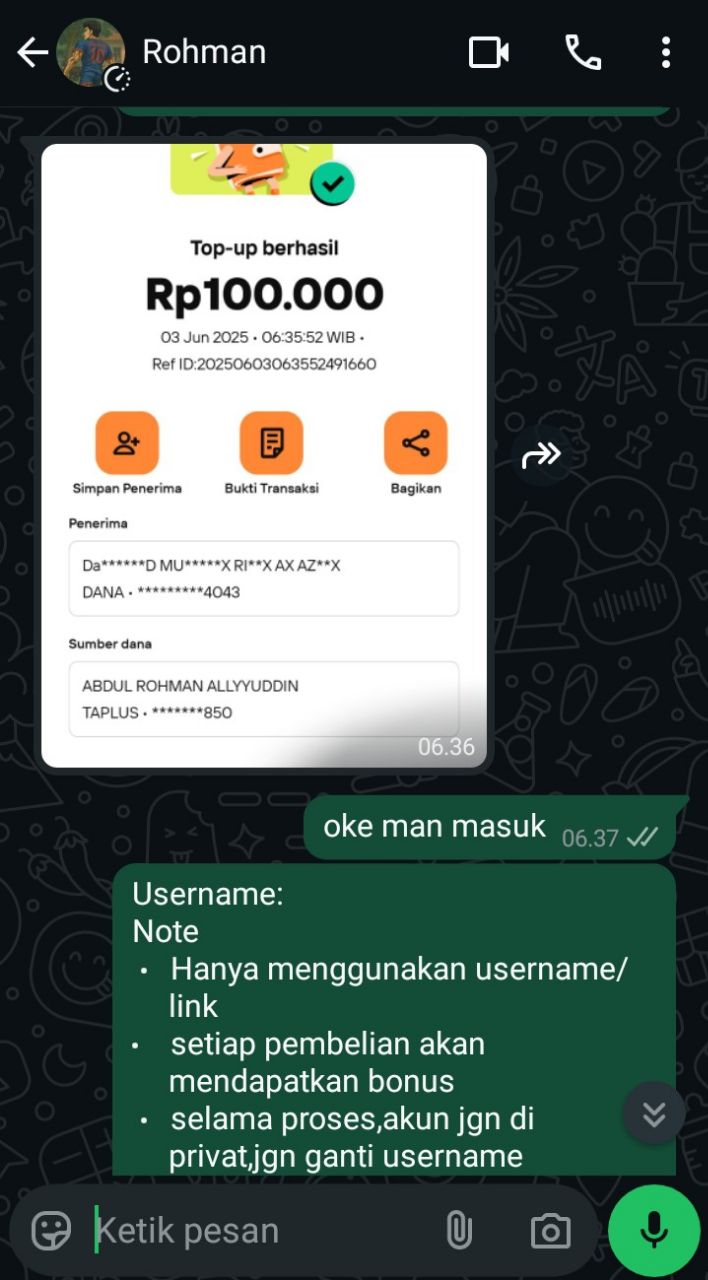 Rohman
Top-up berhasil
Rp100.000
03 Jun 2025 • 06:35:52 WIB •
Ref ID:20250603063552491660
Simpan Penerima
Bukti Transaksi
Bagikan
Penerima
Da******D MU*****X RI**X AX AZ**X
DANA • *********4043
Sumber dana
ABDUL ROHMAN ALLYYUDDIN
TAPLUS • *******850
06.36
oke man masuk 06.37
Username:
Note
• Hanya menggunakan username/
link
• setiap pembelian akan
mendapatkan bonus
• selama proses,akun jgn di
privat,jgn ganti username
Ketik pesan